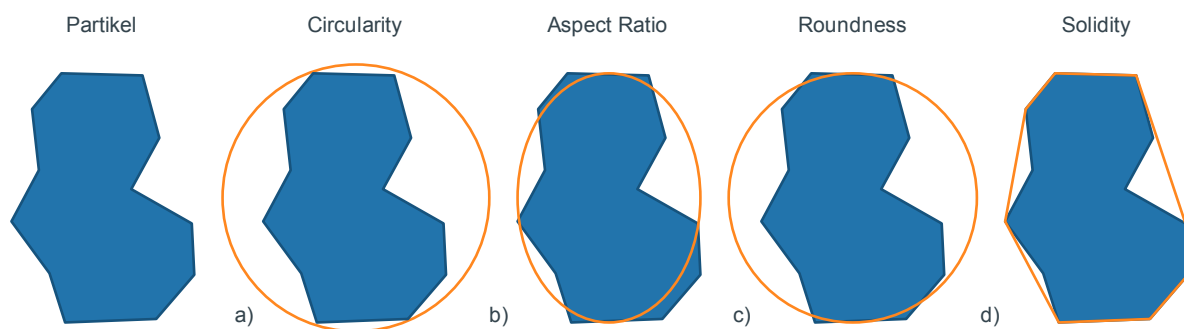 Partikel
Circularity
Aspect Ratio
Roundness
Solidity
a)
b)
c)
d)